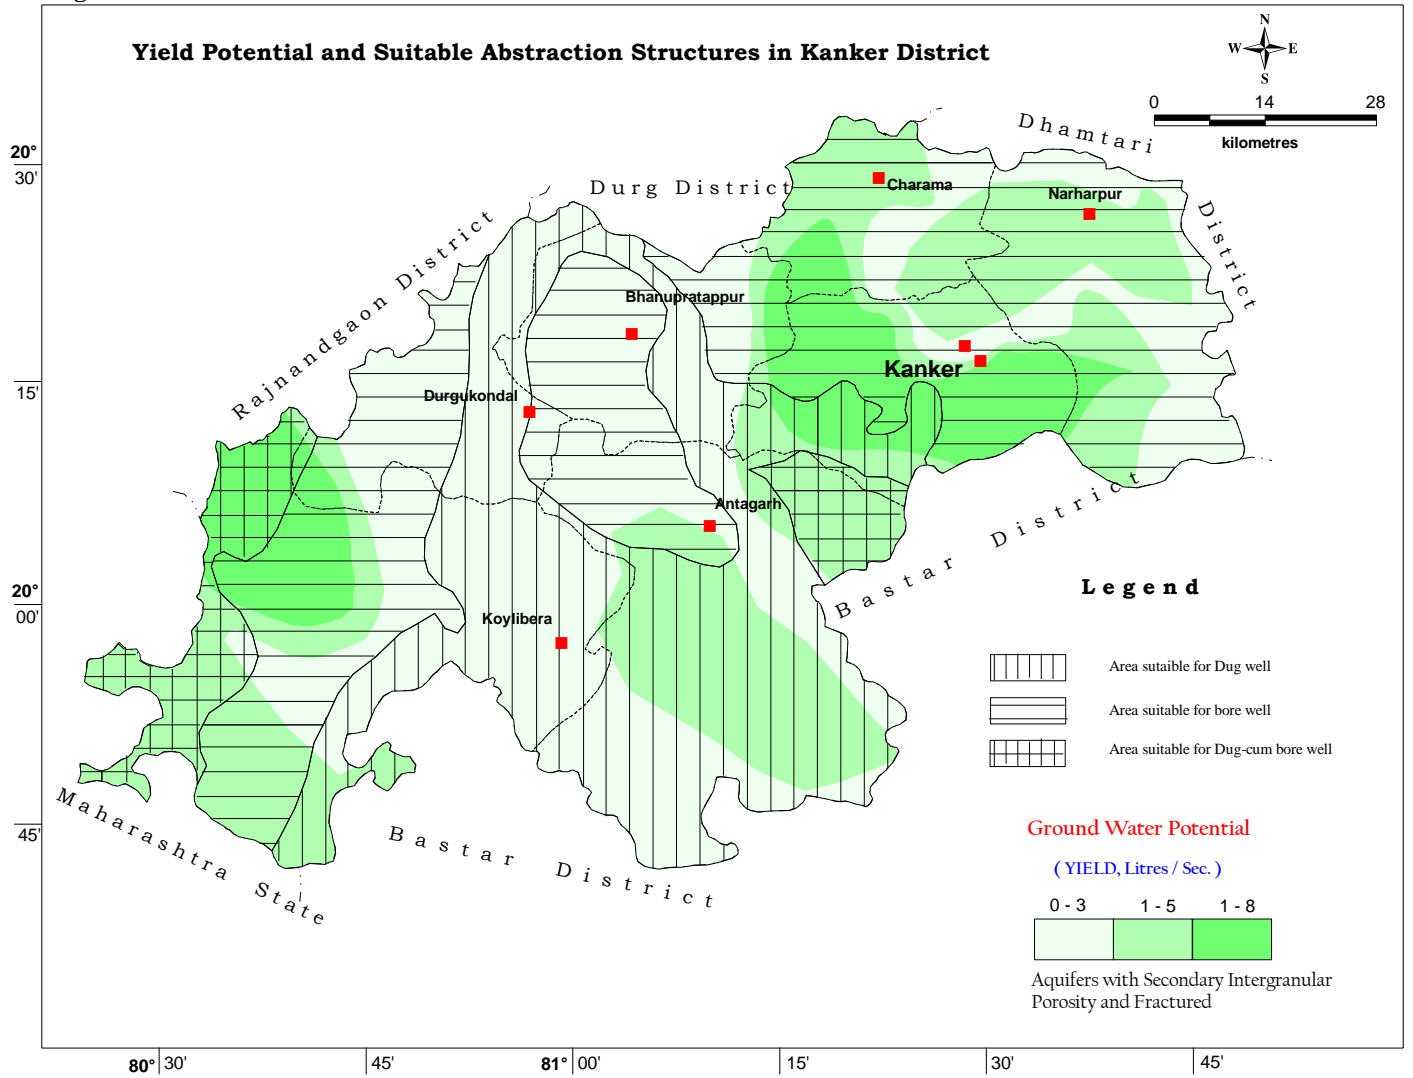 Yield Potential and Suitable Abstraction Structures in Kanker District
N
W E
S
0 14 28
kilometres
20°
30'
15'
20°
00'
45'
80° 30'
45'
81° 00'
15'
30'
45'
Dhamtari
District
Durg District
Rajnandgaon District
Charama
Narharpur
Bhanupratappur
Kanker
Durgukondal
Antagarh
Koylibera
Bastar District
Maharashtra State
Bastar District
Legend
Area sutaible for Dug well
Area suitable for bore well
Area suitable for Dug-cum bore well
Ground Water Potential
( YIELD, Litres / Sec. )
0 - 3 1 - 5 1 - 8
Aquifers with Secondary Intergranular
Porosity and Fractured